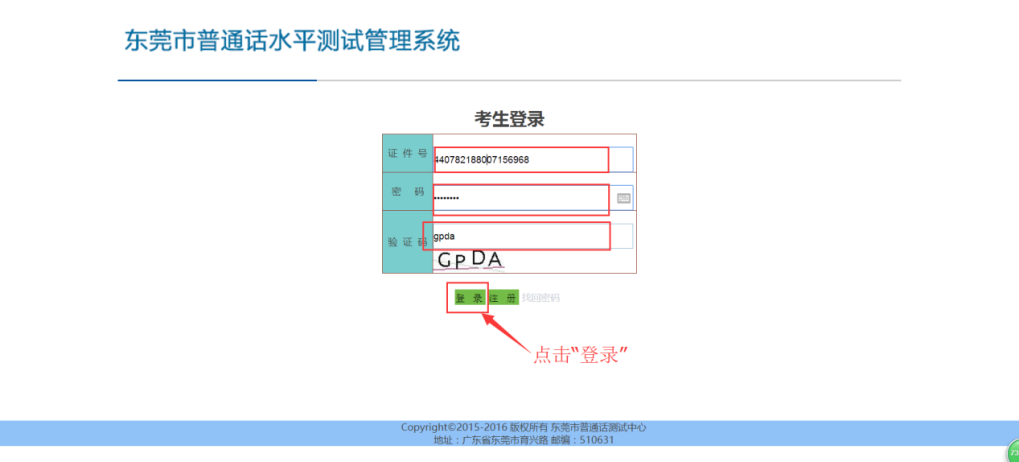 东莞市普通话水平测试管理系统
考生登录
证件号 440782188007156968
密 码 ••••••••
验证码 gpda
GPDA
登 录 注 册 找回密码
点击“登录”
Copyright©2015-2016 版权所有 东莞市普通话测试中心
地址：广东省东莞市育兴路 邮编：510631
73